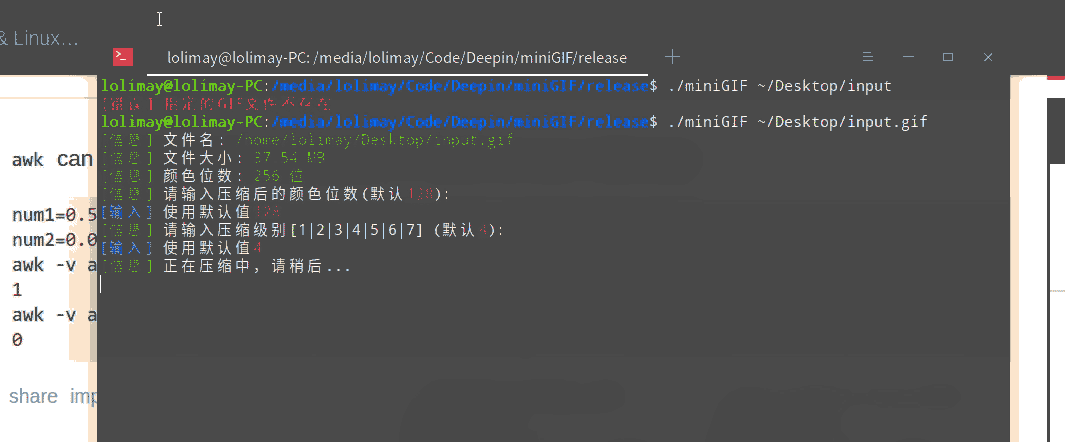 & Linux...
lolimay@lolimay-PC: /media/lolimay/Code/Deepin/miniGIF/release
lolimay@lolimay-PC:/media/lolimay/Code/Deepin/miniGIF/release$ ./miniGIF ~/Desktop/input
[错误] 指定的GIF文件不存在
lolimay@lolimay-PC:/media/lolimay/Code/Deepin/miniGIF/release$ ./miniGIF ~/Desktop/input.gif
[信息] 文件名: /home/lolimay/Desktop/input.gif
[信息] 文件大小: 37.54 MB
[信息] 颜色位数: 256 位
[信息] 请输入压缩后的颜色位数(默认128):
[输入] 使用默认值128
[信息] 请输入压缩级别[1|2|3|4|5|6|7] (默认4):
[输入] 使用默认值4
[信息] 正在压缩中, 请稍后...
awk can
num1=0.5
num2=0.0
awk -v a
1
awk -v a
0
share imp